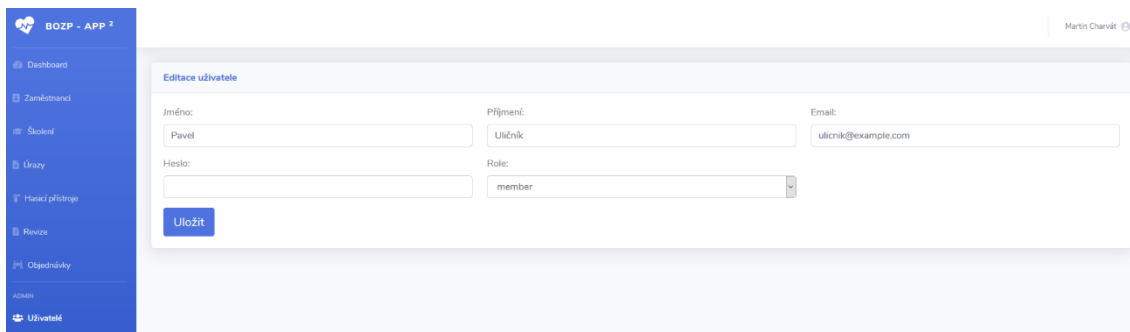 BOZP - APP 2
Martin Charvát
Dashboard
Zaměstnanci
Školení
Úrazy
Hasicí přístroje
Revize
Objednávky
ADMIN
Uživatelé
Editace uživatele
Jméno: Příjmení: Email:
Pavel Uličník ulicnik@example.com
Heslo: Role:
member
Uložit